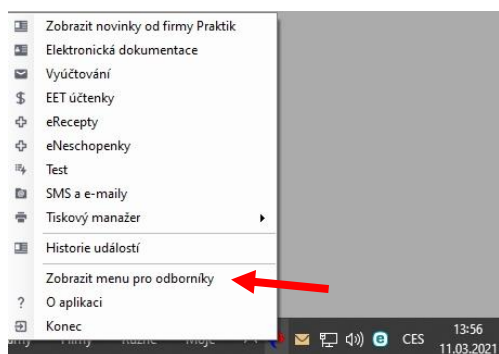 Zobrazit novinky od firmy Praktik
Elektronická dokumentace
Vyúčtování
$ EET účtenky
eRecepty
eNeschopenky
Test
SMS a e-maily
Tiskový manažer
Historie událostí
Zobrazit menu pro odborníky
? O aplikaci
Konec
CES
13:56
11.03.2021